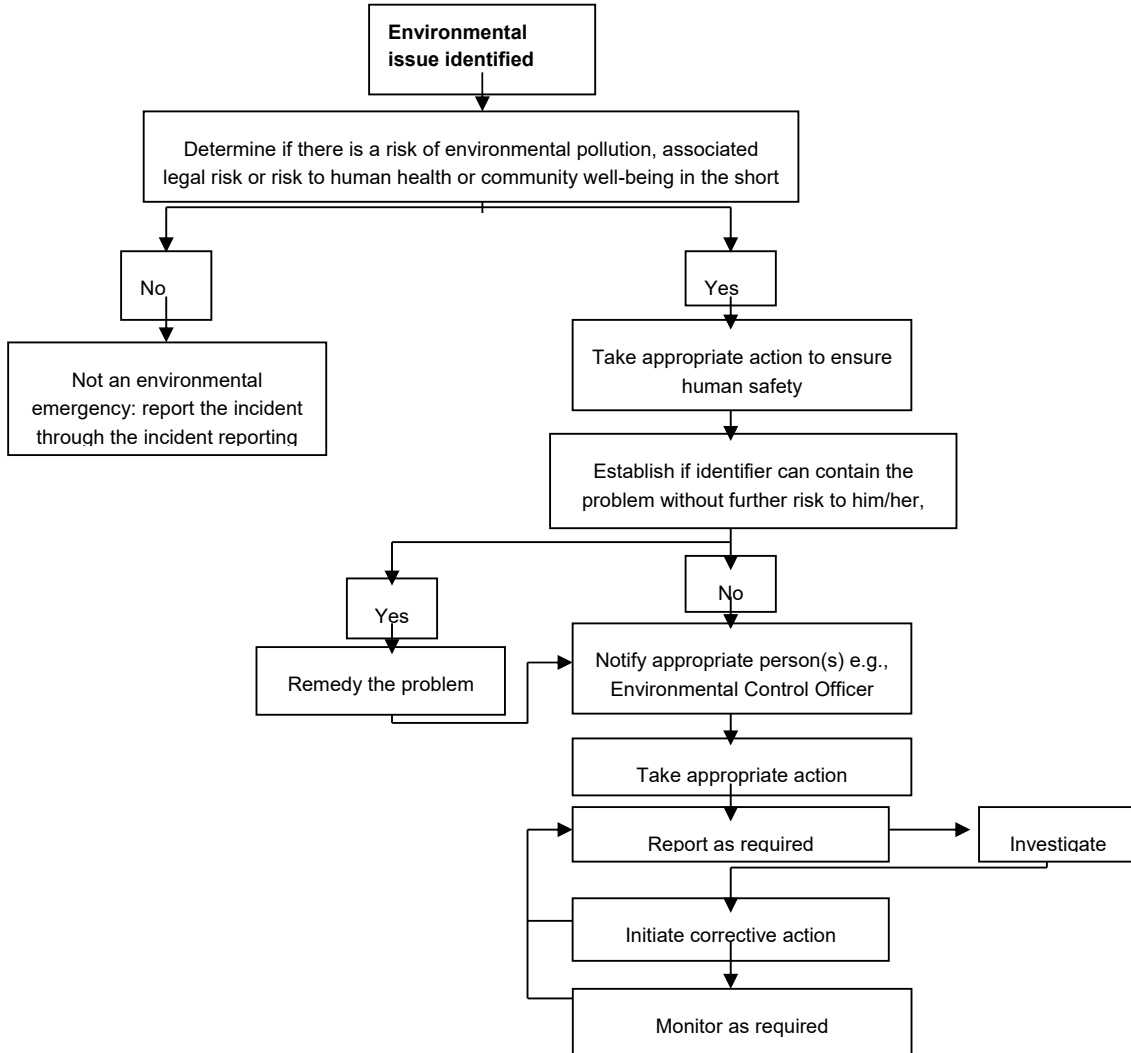 Environmental
issue identified
Determine if there is a risk of environmental pollution, associated
legal risk or risk to human health or community well-being in the short
No
Yes
Not an environmental
emergency: report the incident
through the incident reporting
Take appropriate action to ensure
human safety
Establish if identifier can contain the
problem without further risk to him/her,
Yes
No
Remedy the problem
Notify appropriate person(s) e.g.,
Environmental Control Officer
Take appropriate action
Report as required
Investigate
Initiate corrective action
Monitor as required